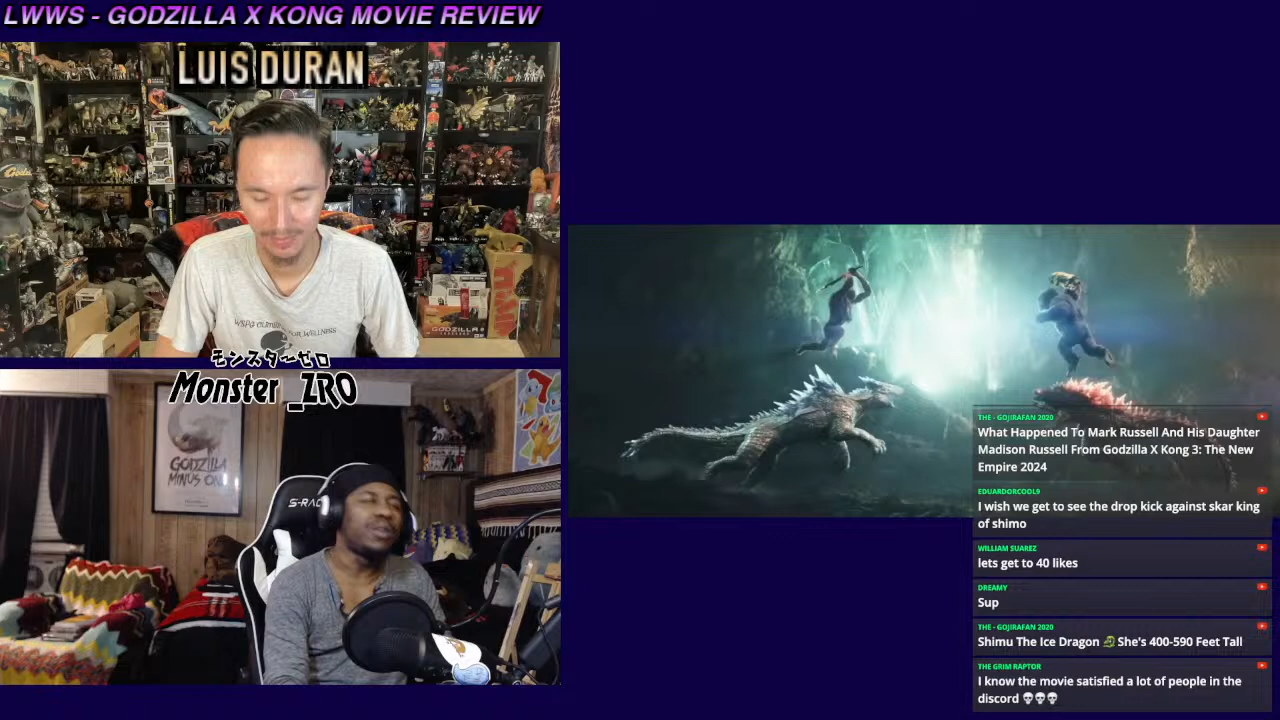 LWWS - GODZILLA X KONG MOVIE REVIEW
LUIS DURAN
GODZILLA
モンスターゼロ
Monster_ZRO
GODZILLA
MINUS ONE
S-RAC
THE - GOJIRAFAN 2020
What Happened To Mark Russell And His Daughter
Madison Russell From Godzilla X Kong 3: The New
Empire 2024
EDUARDORCOOL9
I wish we get to see the drop kick against skar king
of shimo
WILLIAM SUAREZ
lets get to 40 likes
DREAMY
Sup
THE - GOJIRAFAN 2020
Shimu The Ice Dragon 🐉 She's 400-590 Feet Tall
THE GRIM RAPTOR
I know the movie satisfied a lot of people in the
discord 💀💀💀